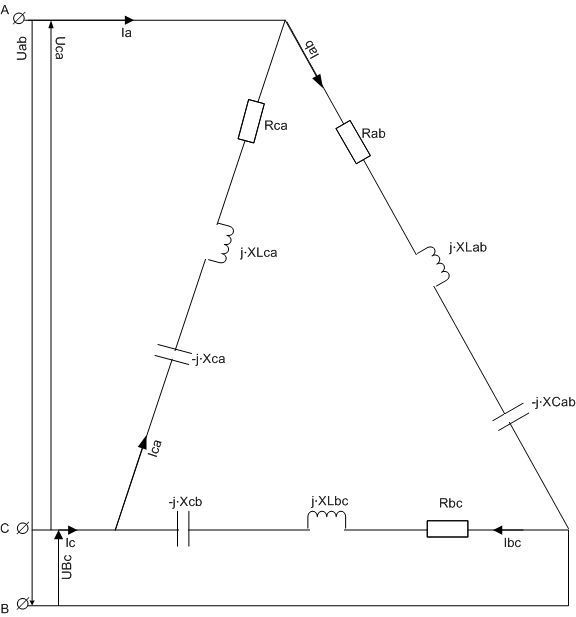 A
Ia
Uab
Uca
Iab
Rca
Rab
j·XLca
j·XLab
-j·Xca
-j·XCab
Ica
-j·Xcb
j·XLbc
Rbc
C
Ic
Ibc
UBc
B